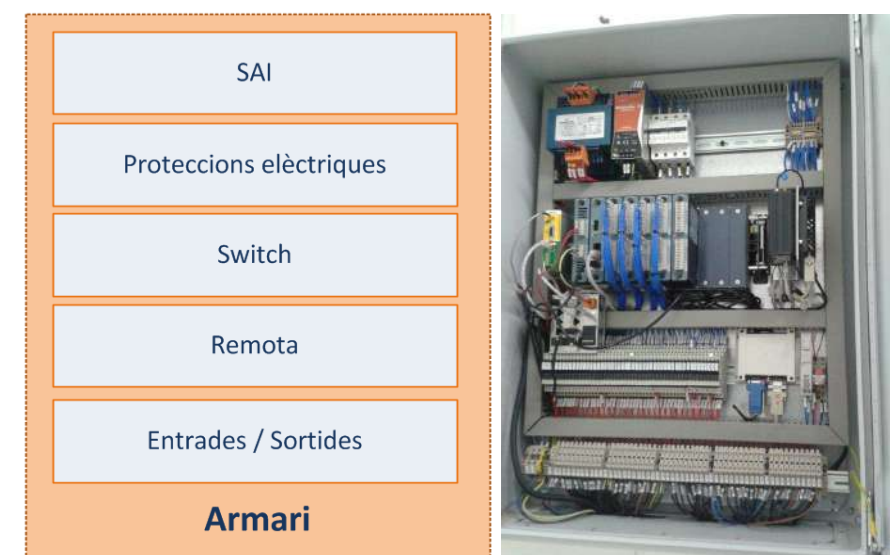 SAI
Proteccions elèctriques
Switch
Remota
Entrades / Sortides
Armari